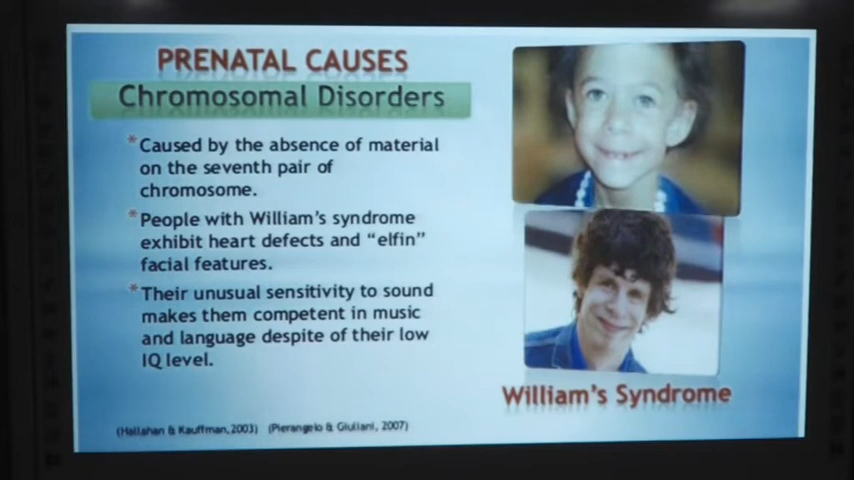 PRENATAL CAUSES
Chromosomal Disorders
*Caused by the absence of material
on the seventh pair of
chromosome.
*People with William's syndrome
exhibit heart defects and "elfin"
facial features.
*Their unusual sensitivity to sound
makes them competent in music
and language despite of their low
IQ level.
William's Syndrome
(Hallahan & Kauffman, 2003) (Pierangelo & Giuliani, 2007)